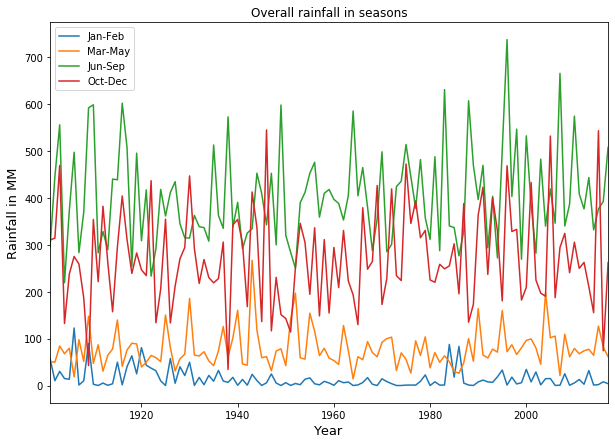 Overall rainfall in seasons
Jan-Feb
Mar-May
Jun-Sep
Oct-Dec
Rainfall in MM
700
600
500
400
300
200
100
0
1920
1940
1960
1980
2000
Year